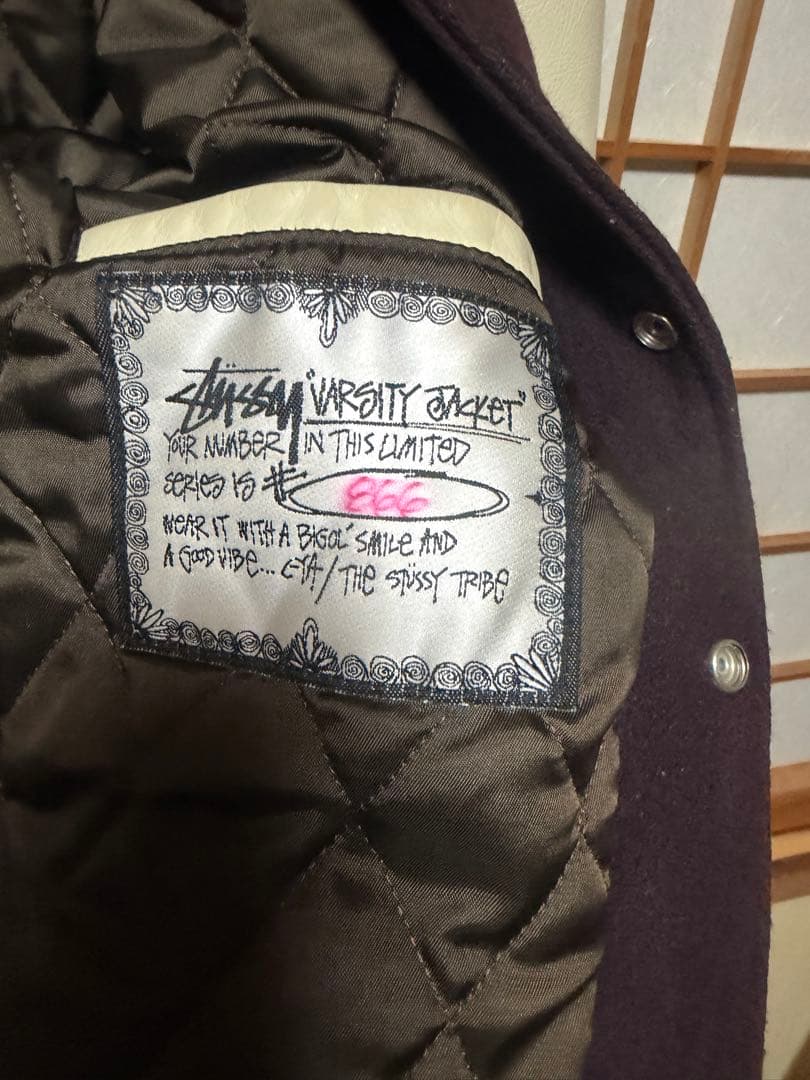 STÜSSY "VARSITY JACKET"
YOUR NUMBER IN THIS LIMITED
SERIES IS # 866
WEAR IT WITH A BIG OL' SMILE AND
A GOOD VIBE... C-YA/THE STÜSSY TRIBE